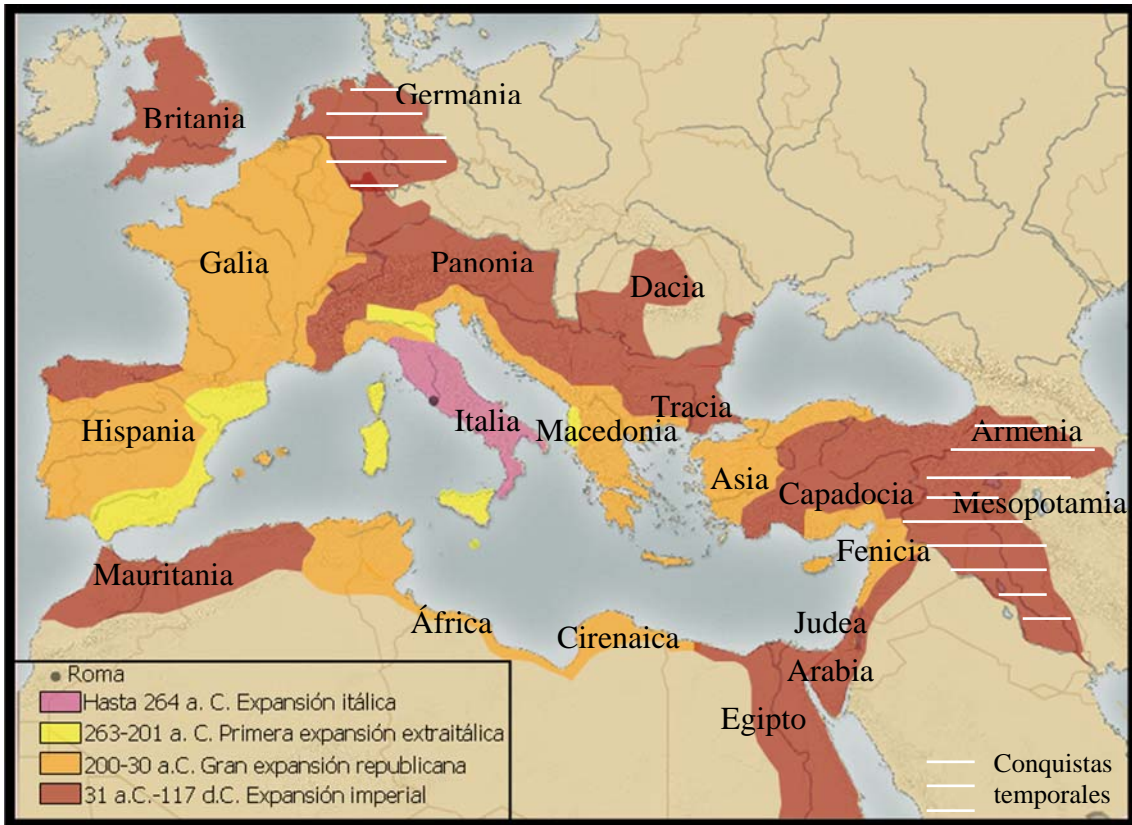 Germania
Britania
Galia
Panonia
Dacia
Hispania
Italia
Macedonia
Tracia
Armenia
Asia
Capadocia
Mesopotamia
Fenicia
Mauritania
África
Cirenaica
Judea
Arabia
Egipto
Roma
Hasta 264 a. C. Expansión itálica
263-201 a. C. Primera expansión extraitálica
200-30 a.C. Gran expansión republicana
31 a.C.-117 d.C. Expansión imperial
Conquistas
temporales